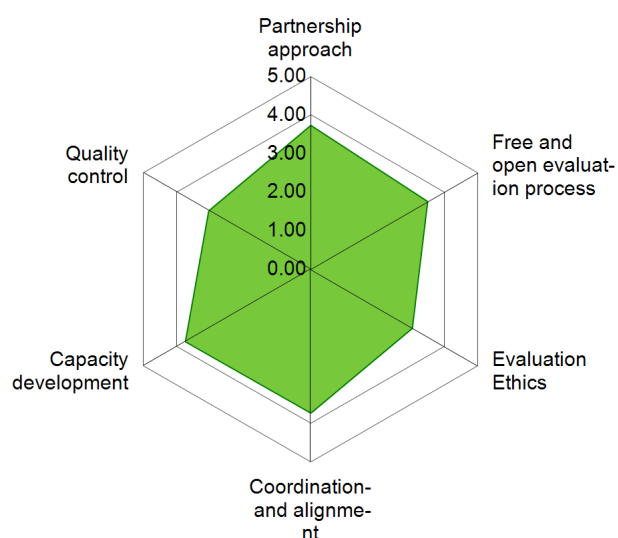 Partnership
approach
5.00
4.00
3.00
2.00
1.00
0.00
Free and
open evaluat-
ion process
Evaluation
Ethics
Coordination-
and alignme-
nt
Capacity
development
Quality
control